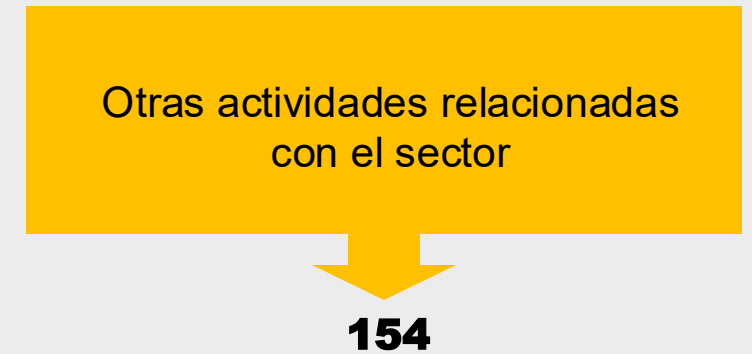 Otras actividades relacionadas
con el sector
154